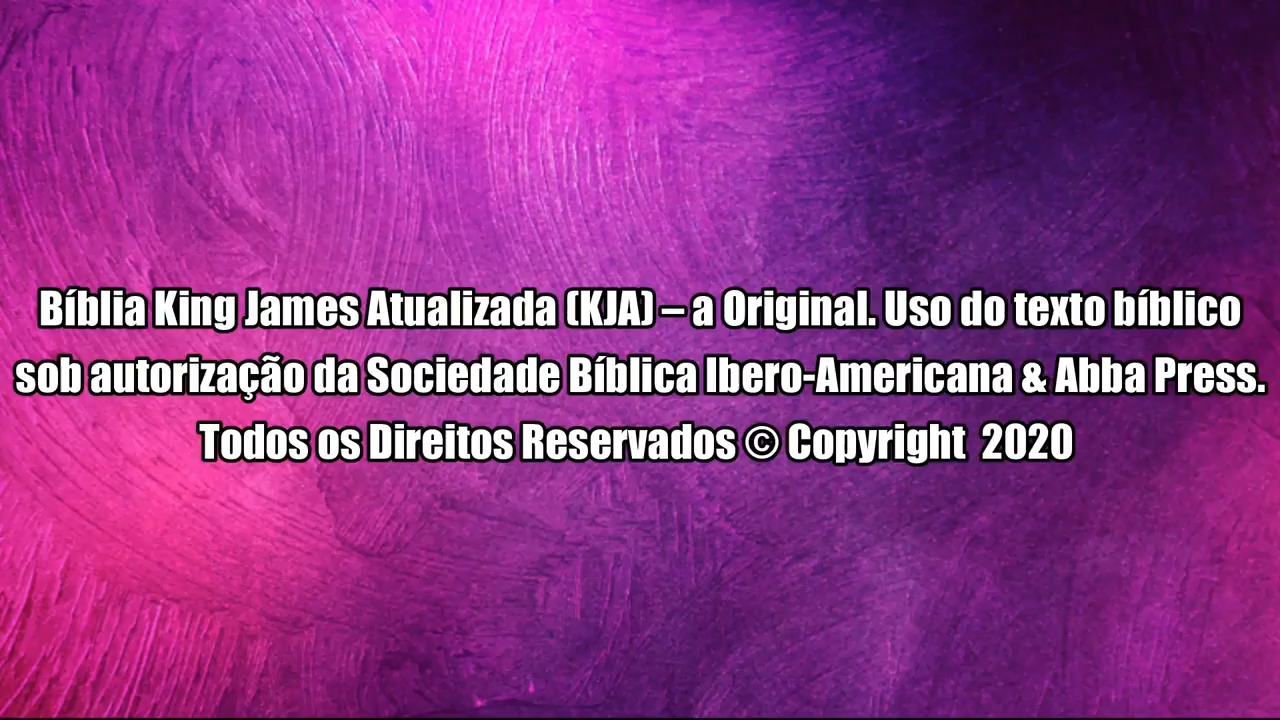 Bíblia King James Atualizada (KJA) – a Original. Uso do texto bíblico
sob autorização da Sociedade Bíblica Ibero-Americana & Abba Press.
Todos os Direitos Reservados © Copyright  2020